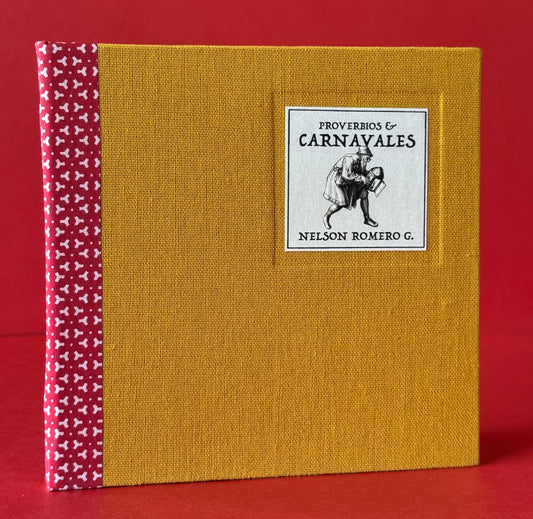 PROVERBIOS &
CARNAVALES
NELSON ROMERO G.